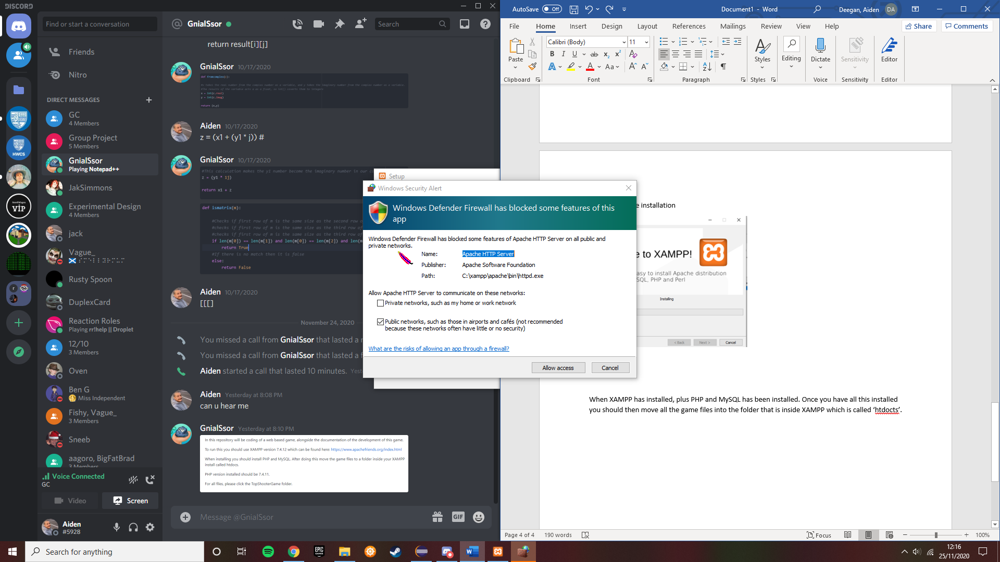 DISCORD
Find or start a conversation
Friends
Nitro
DIRECT MESSAGES
GC
4 Members
Group Project
5 Members
GnialSsor
Playing Notepad++
JakSimmons
Experimental Design
4 Members
jack
Vague_
Rusty Spoon
DuplexCard
Reaction Roles
Playing rr!help || Droplet
12/10
3 Members
Oven
Ben G
Miss Independent
Fishy, Vague_
3 Members
Sneeb
aagoro, BigFatBrad
3 Members
Voice Connected
GC
Video
Screen
Aiden
#5928
HWCS
VIP
@ GnialSsor
Search
return result[i][j]
GnialSsor 10/17/2020
def fromcomplex(c):
x = int(c.real)
y = int(c.imag)
return (x,y)
Aiden 10/17/2020
z = (x1 + (y1 * j)) #
GnialSsor 10/17/2020
#This calculation makes the y1 number become the imaginary number in our co
z = (y1 * 1j)
return x1 + z
def ismatrix(m):
#Checks if first row of m is the same size as the second row o
#checks if first row of m is the same size as the third row of
#checks if first row of m is the same size as the third row of
if len(m[0]) == len(m[1]) and len(m[0]) == len(m[2]) and len(m
return True
#If there is no match then it is false
else:
return False
Aiden 10/17/2020
[[[]
November 24, 2020
You missed a call from GnialSsor that lasted a
You missed a call from GnialSsor that lasted a
Aiden started a call that lasted 10 minutes. Yest
Aiden Yesterday at 8:08 PM
can u hear me
GnialSsor Yesterday at 8:10 PM
In this repository will be coding of a web based game, alongside the documentation of the development of this game.
To run this you should use XAMPP version 7.4.12 which can be found here: https://www.apachefriends.org/index.html
When installing you should install PHP and MySQL. After doing this move the game files to a folder inside your XAMPP
install called htdocs.
PHP version installed should be 7.4.11.
For all files, please click the TopShooterGame folder.
Message @GnialSsor
GIF
Setup
Windows Security Alert
Windows Defender Firewall has blocked some features of this
app
Windows Defender Firewall has blocked some features of Apache HTTP Server on all public and
private networks.
Name: Apache HTTP Server
Publisher: Apache Software Foundation
Path: C:\xampp\apache\bin\httpd.exe
Allow Apache HTTP Server to communicate on these networks:
Private networks, such as my home or work network
Public networks, such as those in airports and cafés (not recommended
because these networks often have little or no security)
What are the risks of allowing an app through a firewall?
Allow access
Cancel
AutoSave Off
Document1 - Word
Deegan, Aiden
DA
File Home Insert Design Layout References Mailings Review View Help
Share
Comments
Paste
Calibri (Body) 11
B I U ab x2 x2
A A Aa A A
Styles
Editing
Dictate
Sensitivity
Editor
Clipboard Font Paragraph Styles Voice Sensitivity Editor
e installation
e to XAMPP!
asy to install Apache distribution
SQL, PHP and Perl
Installing
< Back
Next >
Cancel
When XAMPP has installed, plus PHP and MySQL has been installed. Once you have all this installed
you should then move all the game files into the folder that is inside XAMPP which is called ‘htdocts’.
Page 4 of 4
190 words
Focus
100%
Search for anything
EPIC GAMES
12:16
25/11/2020